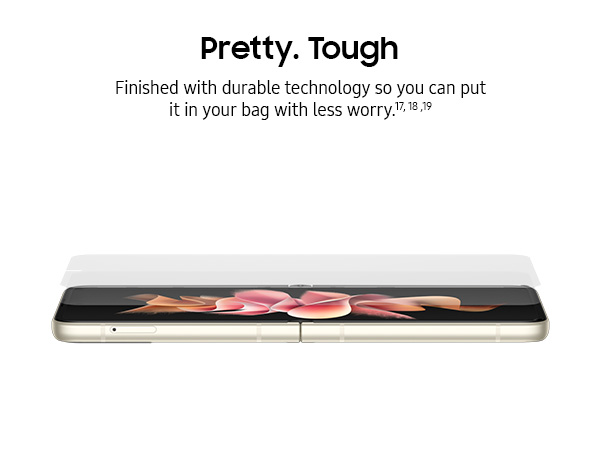 Pretty. Tough
Finished with durable technology so you can put
it in your bag with less worry.17, 18 ,19